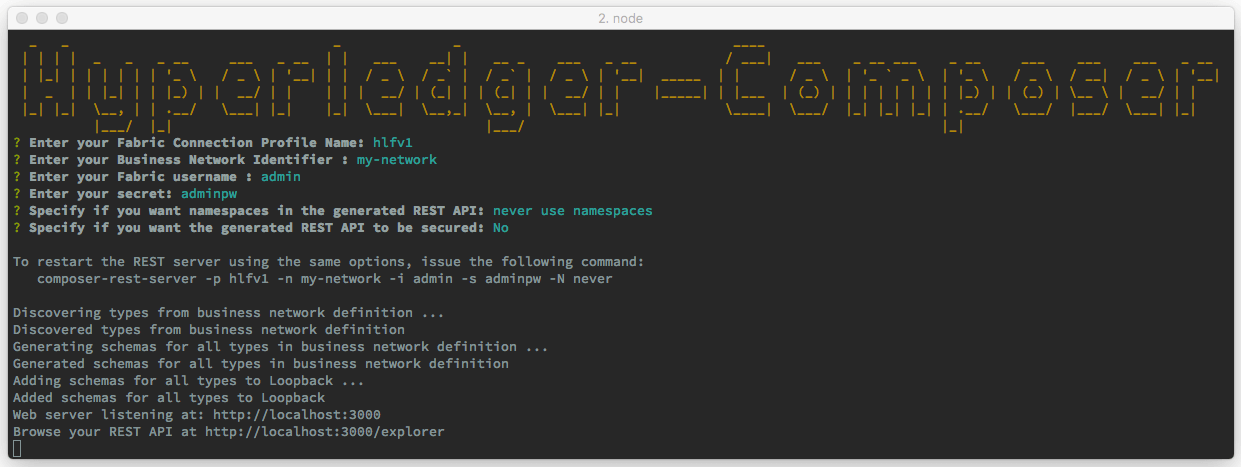 2. node
Hyperledger-Composer
? Enter your Fabric Connection Profile Name: hlfv1
? Enter your Business Network Identifier : my-network
? Enter your Fabric username : admin
? Enter your secret: adminpw
? Specify if you want namespaces in the generated REST API: never use namespaces
? Specify if you want the generated REST API to be secured: No
To restart the REST server using the same options, issue the following command:
composer-rest-server -p hlfv1 -n my-network -i admin -s adminpw -N never
Discovering types from business network definition ...
Discovered types from business network definition
Generating schemas for all types in business network definition ...
Generated schemas for all types in business network definition
Adding schemas for all types to Loopback ...
Added schemas for all types to Loopback
Web server listening at: http://localhost:3000
Browse your REST API at http://localhost:3000/explorer